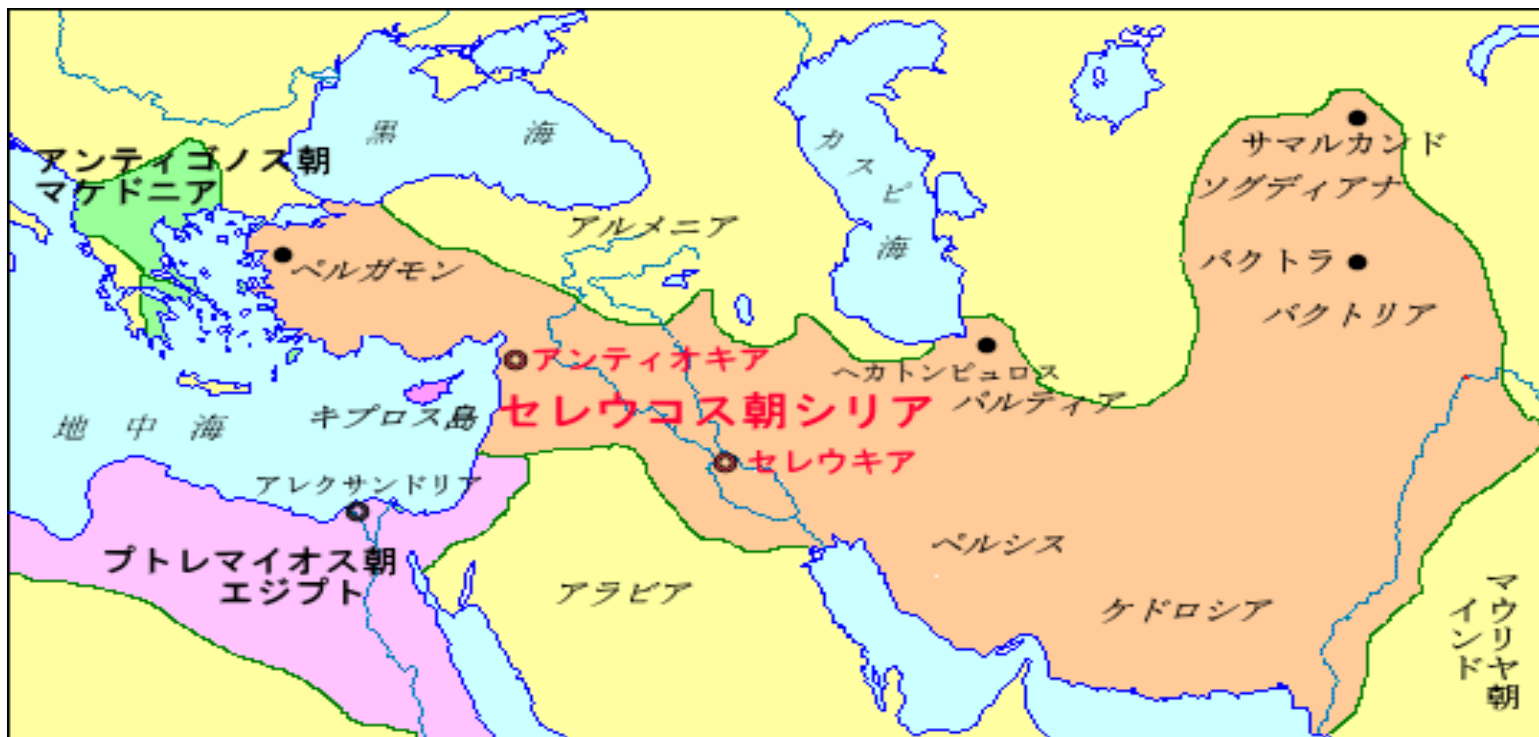 黒海
カスピ海
サマルカンド
ソグディアナ
アンティゴノス朝
マケドニア
アルメニア
ペルガモン
バクトラ
バクトリア
アンティオキア
ヘカトンピュロス
パルティア
セレウコス朝シリア
キプロス島
地中海
セレウキア
アレクサンドリア
プトレマイオス朝
エジプト
ペルシス
アラビア
ケドロシア
マウリヤ朝
インド